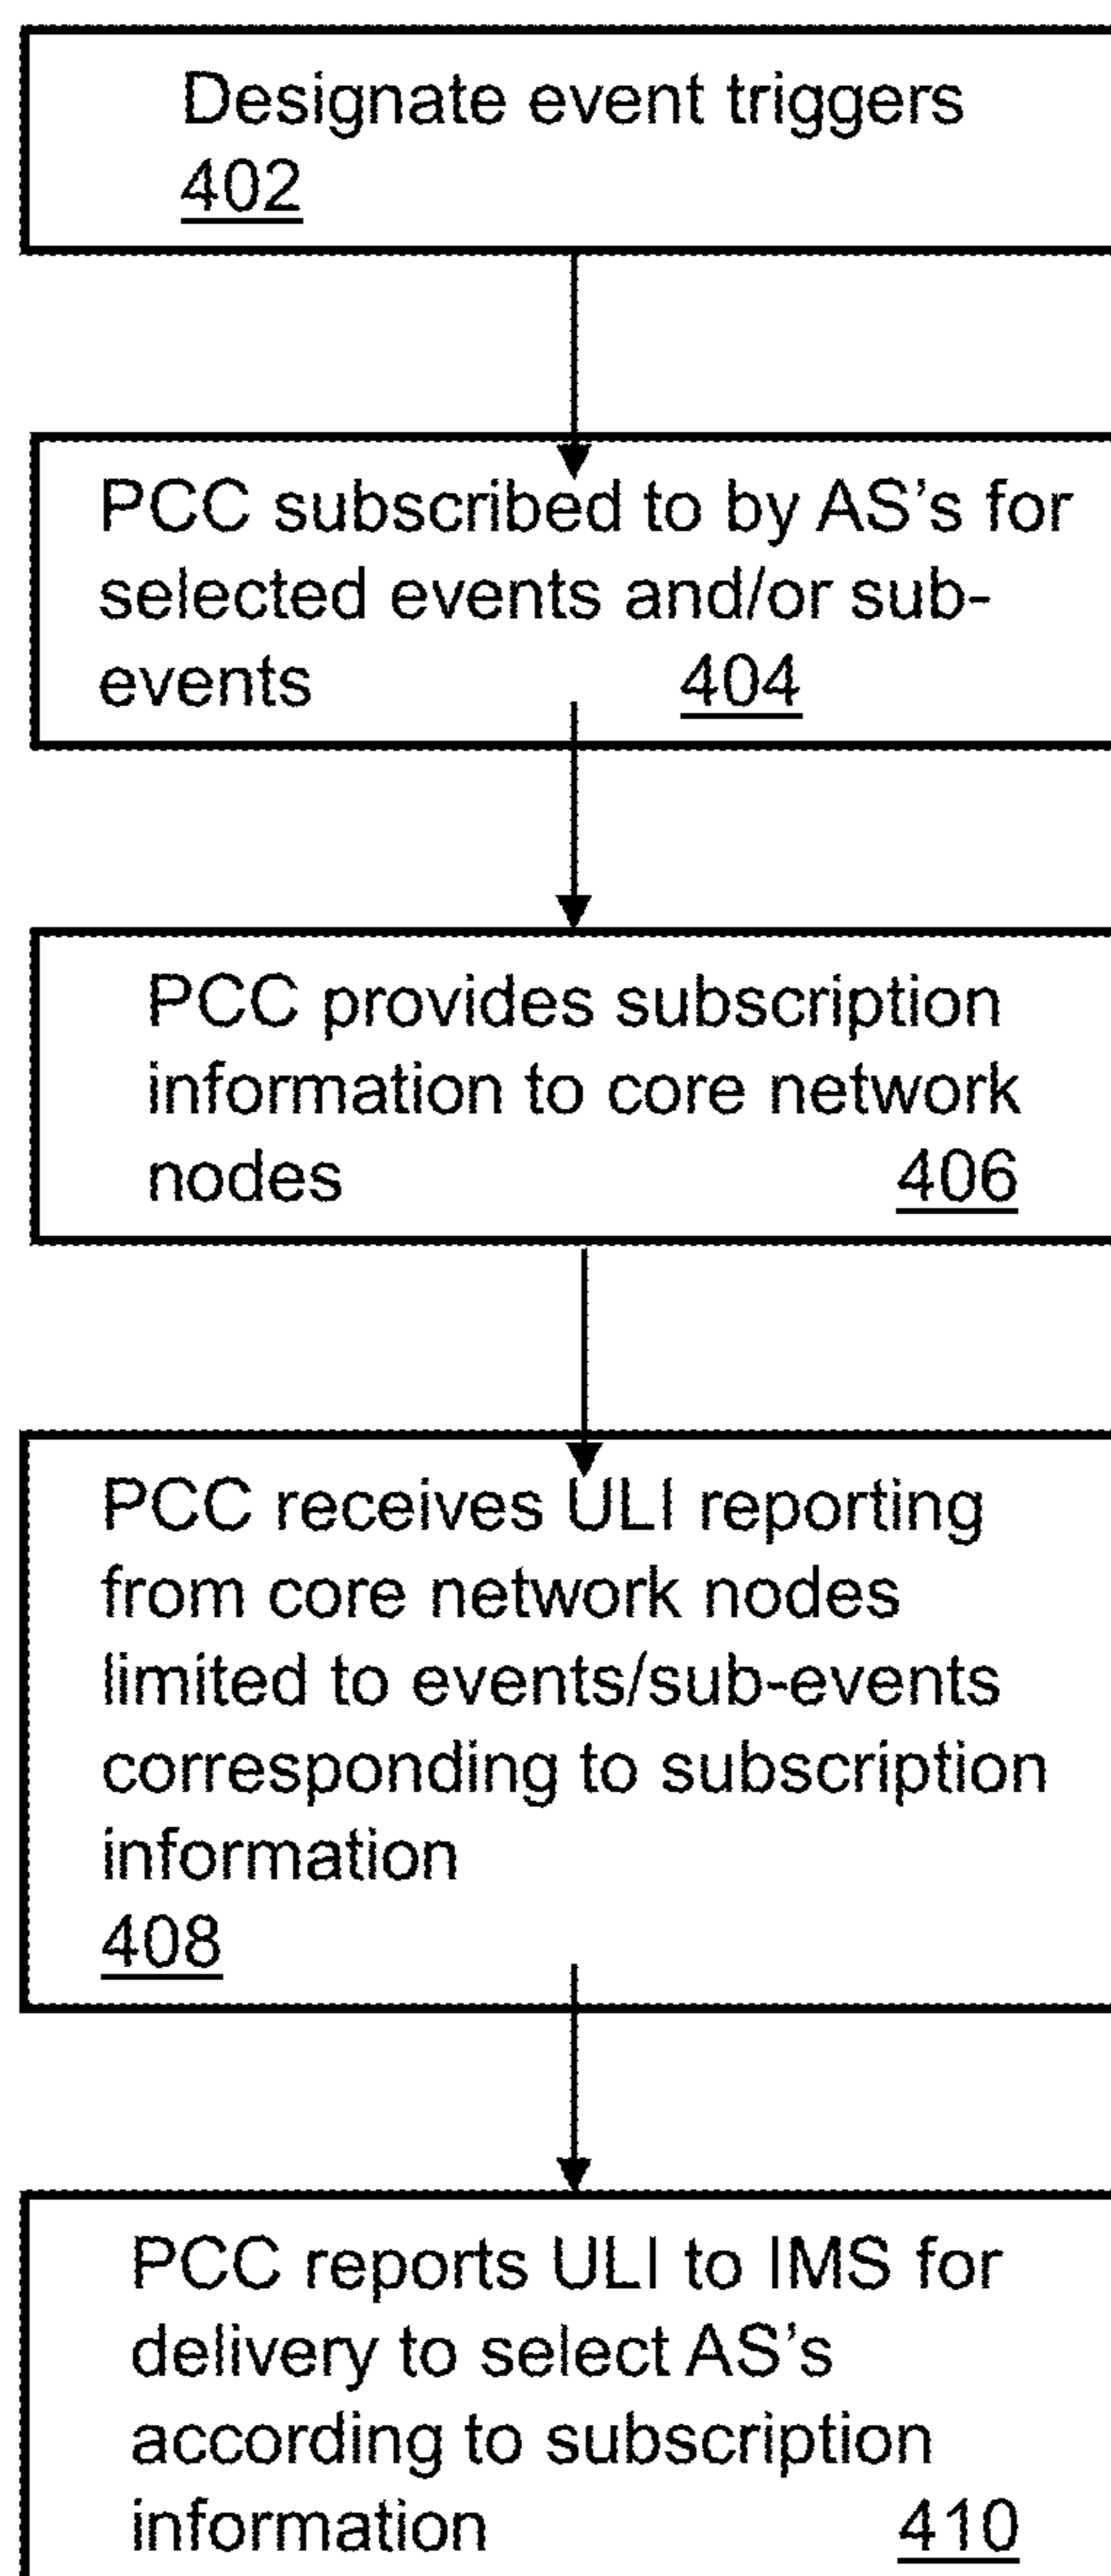 Designate event triggers
402
PCC subscribed to by AS's for
selected events and/or sub-
events 404
PCC provides subscription
information to core network
nodes 406
PCC receives ULI reporting
from core network nodes
limited to events/sub-events
corresponding to subscription
information
408
PCC reports ULI to IMS for
delivery to select AS's
according to subscription
information 410